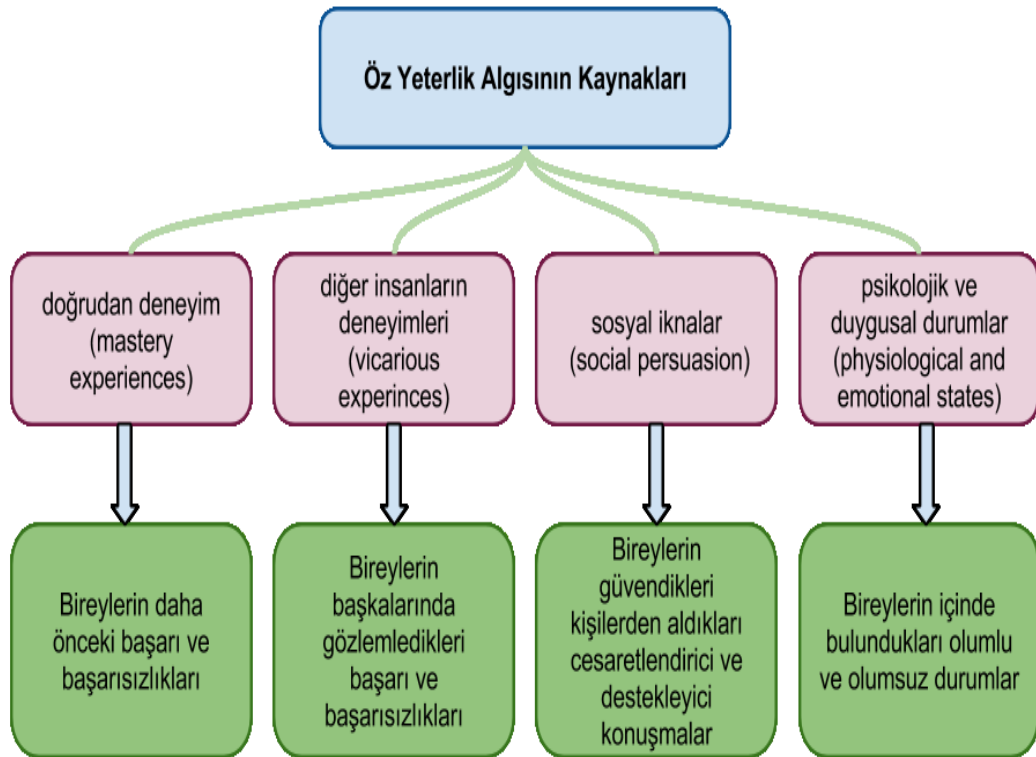 Öz Yeterlik Algısının Kaynakları
doğrudan deneyim
(mastery
experiences)
diğer insanların
deneyimleri
(vicarious
experinces)
sosyal iknalar
(social persuasion)
psikolojik ve
duygusal durumlar
(physiological and
emotional states)
Bireylerin daha
önceki başarı ve
başarısızlıkları
Bireylerin
başkalarında
gözlemledikleri
başarı ve
başarısızlıkları
Bireylerin
güvendikleri
kişilerden aldıkları
cesaretlendirici ve
destekleyici
konuşmalar
Bireylerin içinde
bulundukları olumlu
ve olumsuz durumlar